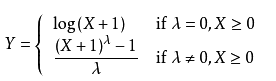 Y = { log (X + 1) if λ = 0, X ≥ 0
((X + 1)^λ − 1) / λ if λ ≠ 0, X ≥ 0